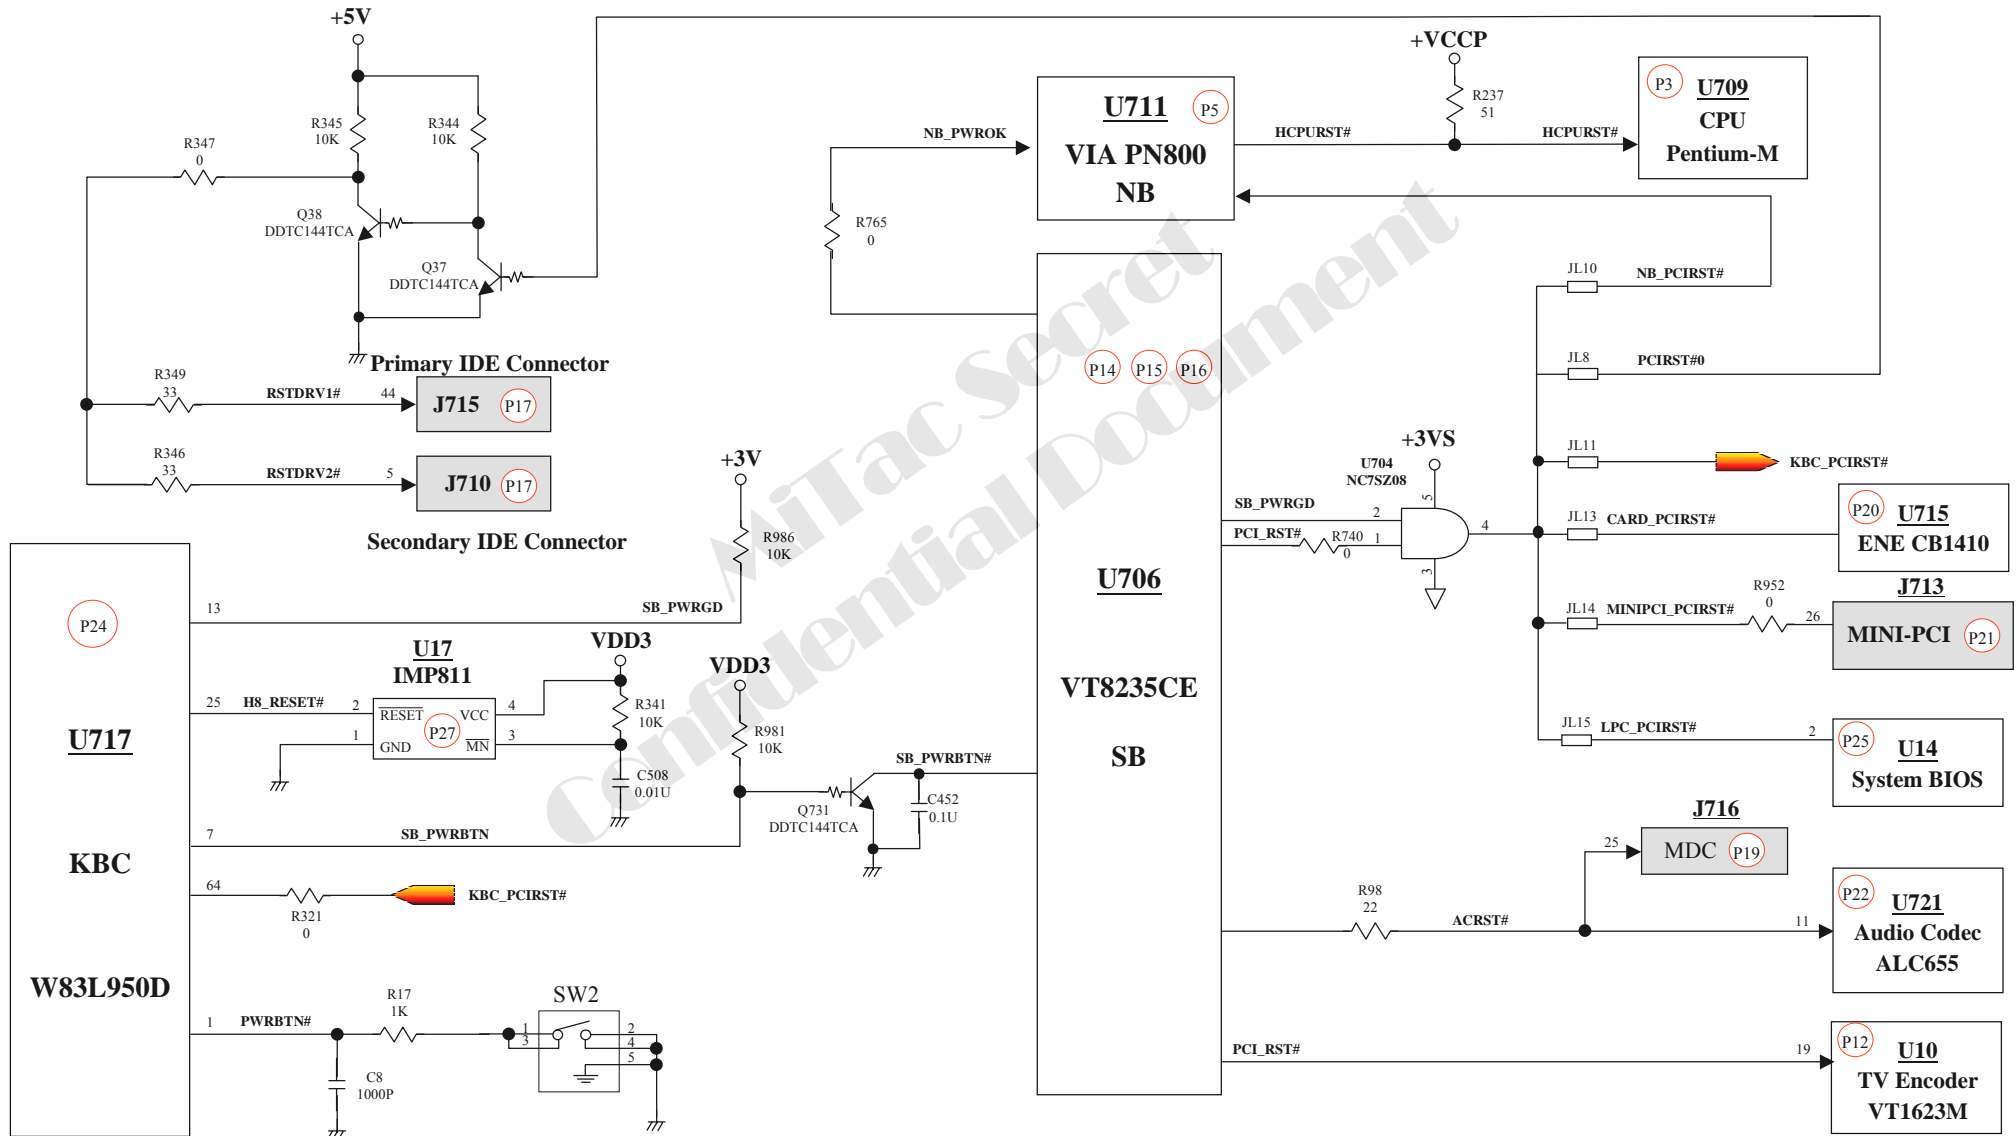 +5V
R345
10K
R344
10K
R347
0
Q38
DDTC144TCA
Q37
DDTC144TCA
Primary IDE Connector
R349
33
RSTDRV1#
44
J715
P17
R346
33
RSTDRV2#
5
J710
P17
Secondary IDE Connector
NB_PWROK
R765
0
U711
P5
VIA PN800
NB
HCPURST#
+VCCP
R237
51
HCPURST#
P3
U709
CPU
Pentium-M
JL10
NB_PCIRST#
JL8
PCIRST#0
JL11
KBC_PCIRST#
JL13
CARD_PCIRST#
P20
U715
ENE CB1410
JL14
MINIPCI_PCIRST#
R952
0
26
J713
MINI-PCI
P21
JL15
LPC_PCIRST#
2
P25
U14
System BIOS
+3VS
U704
NC7SZ08
5
2
1
4
3
SB_PWRGD
PCI_RST#
R740
0
P14
P15
P16
U706
VT8235CE
SB
+3V
R986
10K
P24
U717
KBC
W83L950D
13
SB_PWRGD
25
H8_RESET#
U17
IMP811
2
RESET
VCC
4
1
GND
MN
3
P27
VDD3
R341
10K
C508
0.01U
VDD3
R981
10K
7
SB_PWRBTN
Q731
DDTC144TCA
SB_PWRBTN#
C452
0.1U
64
R321
0
KBC_PCIRST#
1
PWRBTN#
R17
1K
C8
1000P
SW2
1
3
2
4
5
J716
25
MDC
P19
R98
22
ACRST#
11
P22
U721
Audio Codec
ALC655
PCI_RST#
19
P12
U10
TV Encoder
VT1623M
MiTac Secret
Confidential Document